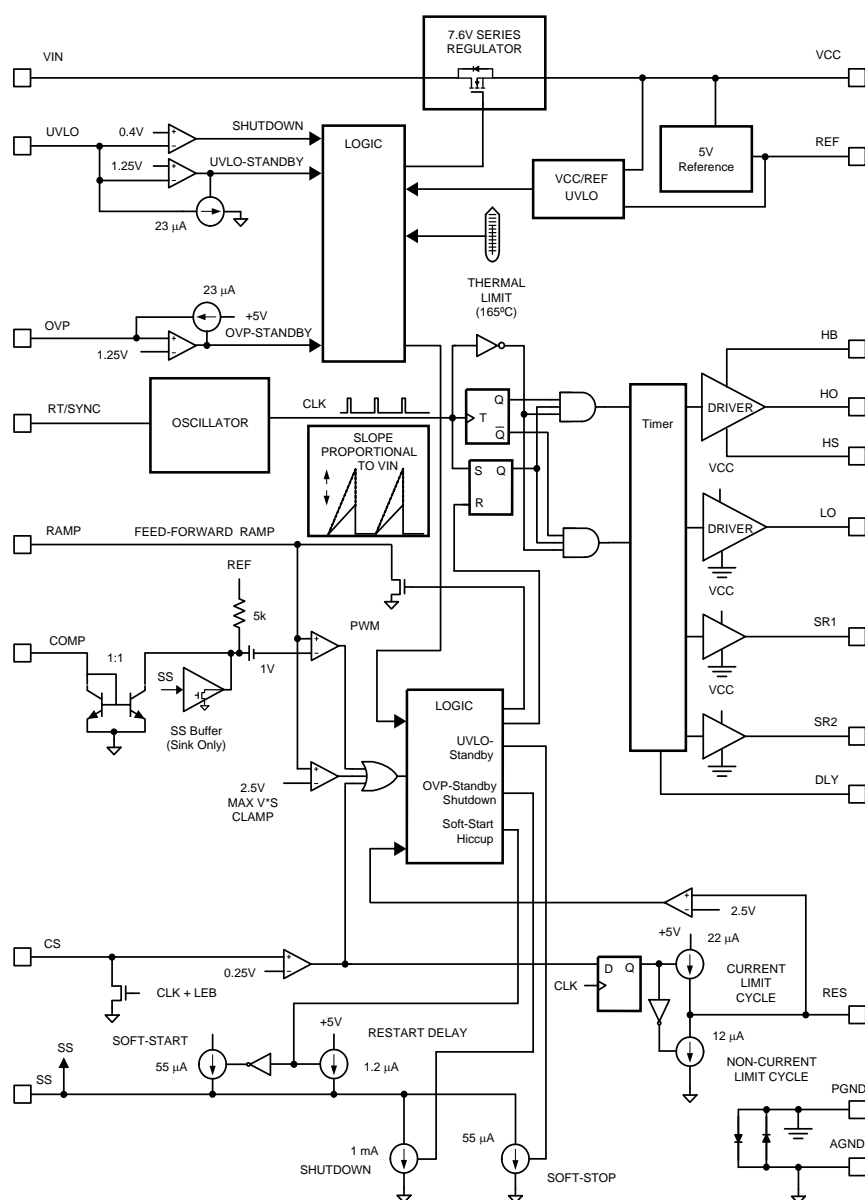 7.6V SERIES
REGULATOR
VIN
VCC
UVLO
0.4V
SHUTDOWN
LOGIC
1.25V
UVLO-STANDBY
5V
Reference
REF
VCC/REF
UVLO
23 µA
THERMAL
LIMIT
(165ºC)
23 µA
+5V
OVP
OVP-STANDBY
1.25V
HB
RT/SYNC
OSCILLATOR
CLK
Q
T
Q
Timer
DRIVER
HO
SLOPE
PROPORTIONAL
TO VIN
S Q
R
HS
VCC
RAMP
FEED-FORWARD RAMP
DRIVER
LO
VCC
REF
5k
COMP
1:1
PWM
1V
SS
SS Buffer
(Sink Only)
SR1
VCC
LOGIC
UVLO-
Standby
OVP-Standby
Shutdown
Soft-Start
Hiccup
2.5V
MAX V*S
CLAMP
SR2
DLY
2.5V
CS
0.25V
CLK + LEB
D Q
CLK
+5V
22 µA
CURRENT
LIMIT
CYCLE
RES
12 µA
NON-CURRENT
LIMIT CYCLE
SOFT-START
+5V
RESTART DELAY
SS
55 µA
1.2 µA
SS
1 mA
SHUTDOWN
55 µA
SOFT-STOP
PGND
AGND